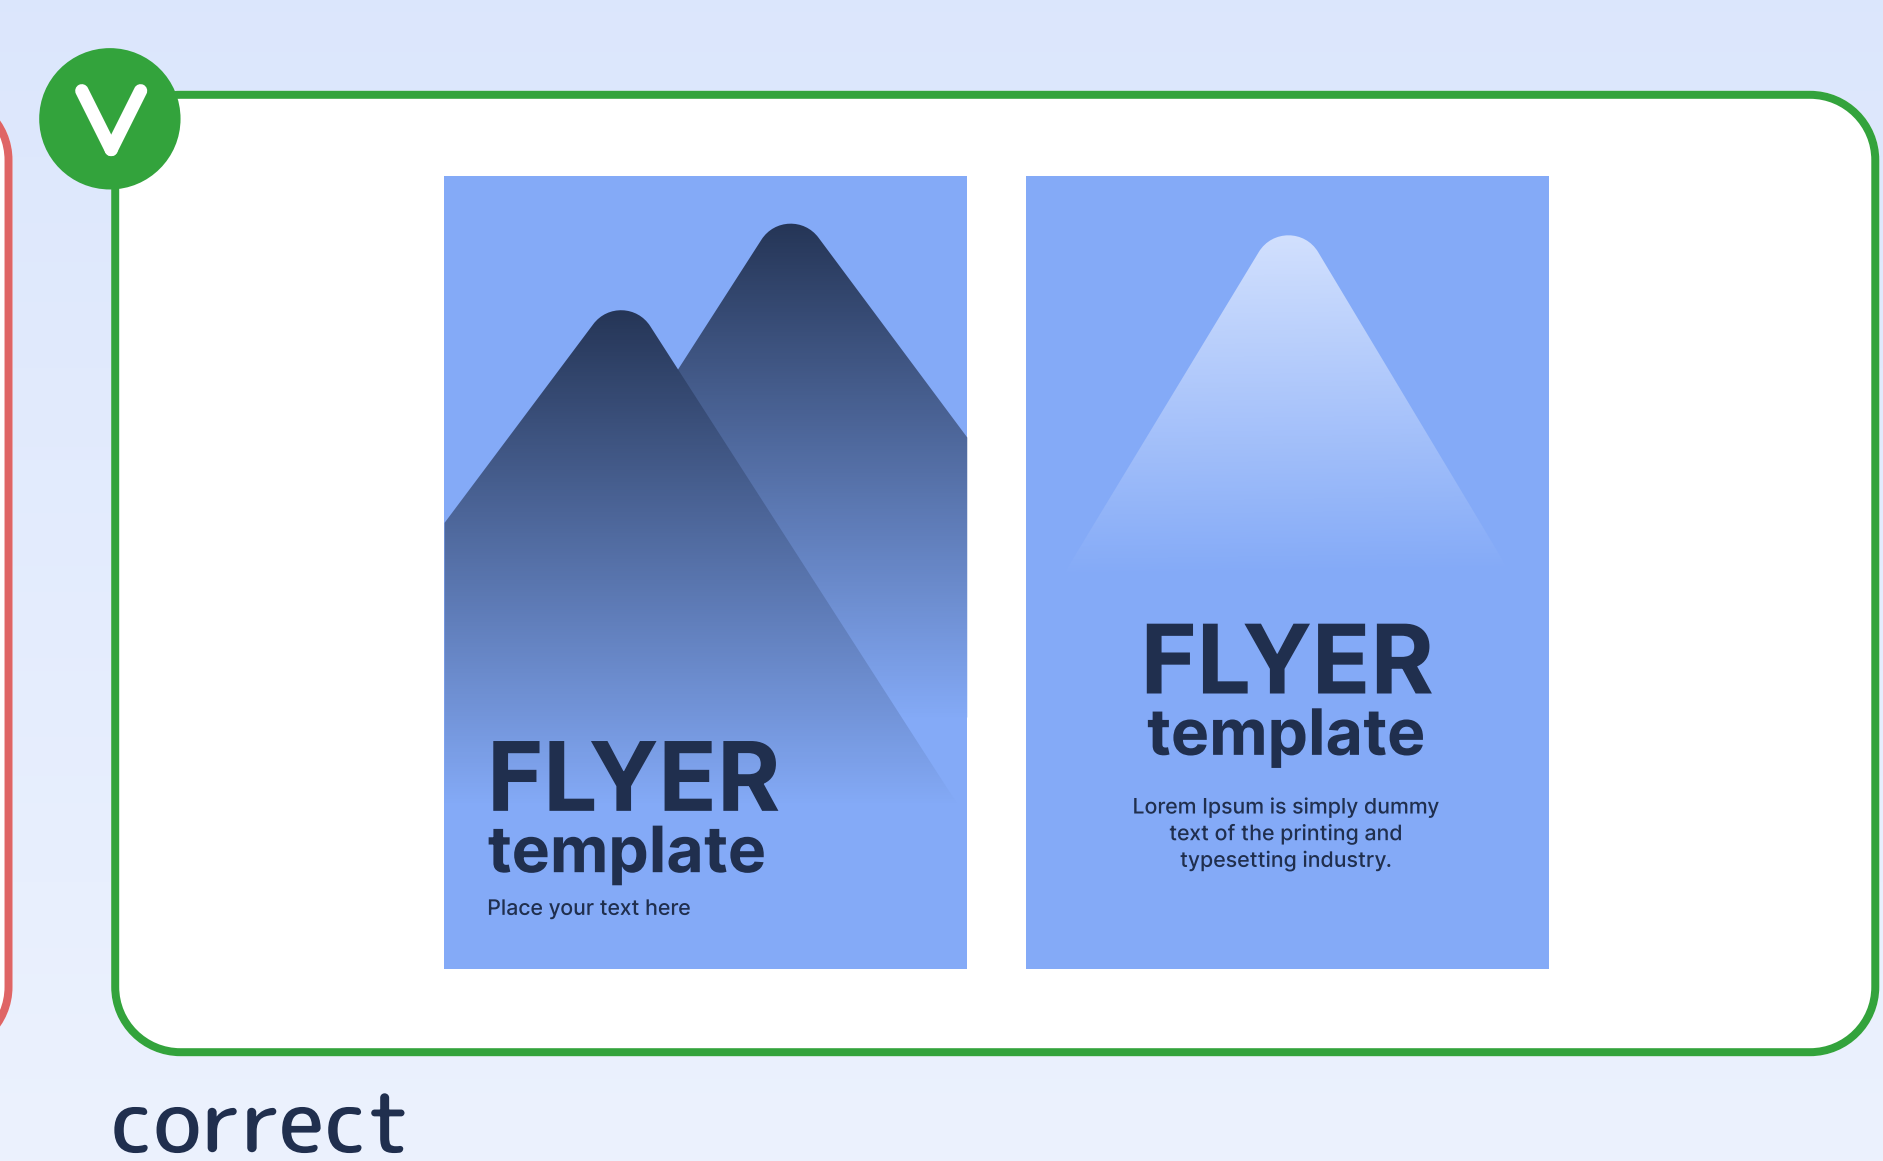 V
FLYER
template
Place your text here
FLYER
template
Lorem Ipsum is simply dummy
text of the printing and
typesetting industry.
correct